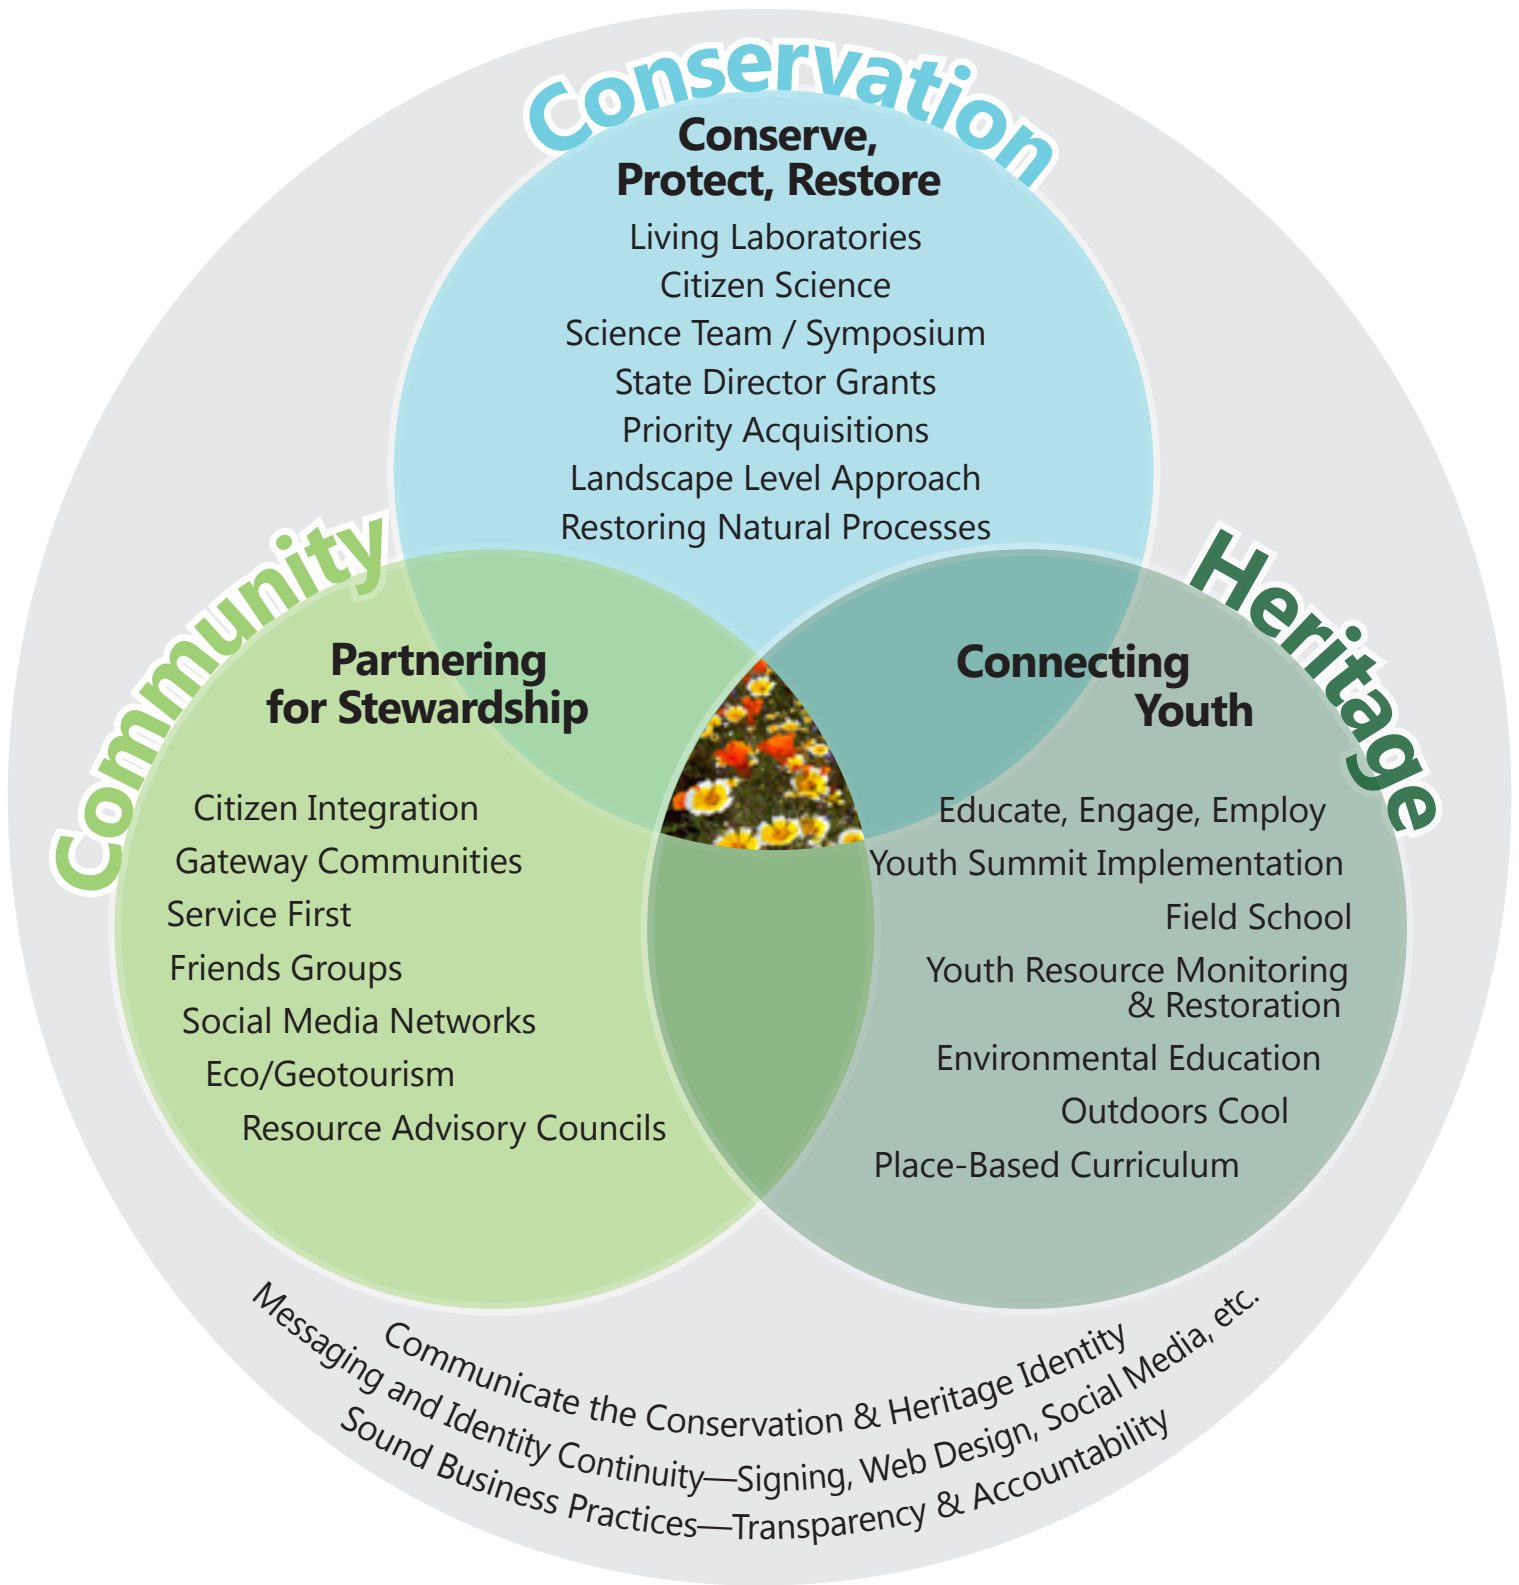 Conservation
Conserve,
Protect, Restore
Living Laboratories
Citizen Science
Science Team / Symposium
State Director Grants
Priority Acquisitions
Landscape Level Approach
Restoring Natural Processes
Community
Partnering
for Stewardship
Citizen Integration
Gateway Communities
Service First
Friends Groups
Social Media Networks
Eco/Geotourism
Resource Advisory Councils
Heritage
Connecting
Youth
Educate, Engage, Employ
Youth Summit Implementation
Field School
Youth Resource Monitoring
& Restoration
Environmental Education
Outdoors Cool
Place-Based Curriculum
Communicate the Conservation & Heritage Identity
Messaging and Identity Continuity—Signing, Web Design, Social Media, etc.
Sound Business Practices—Transparency & Accountability